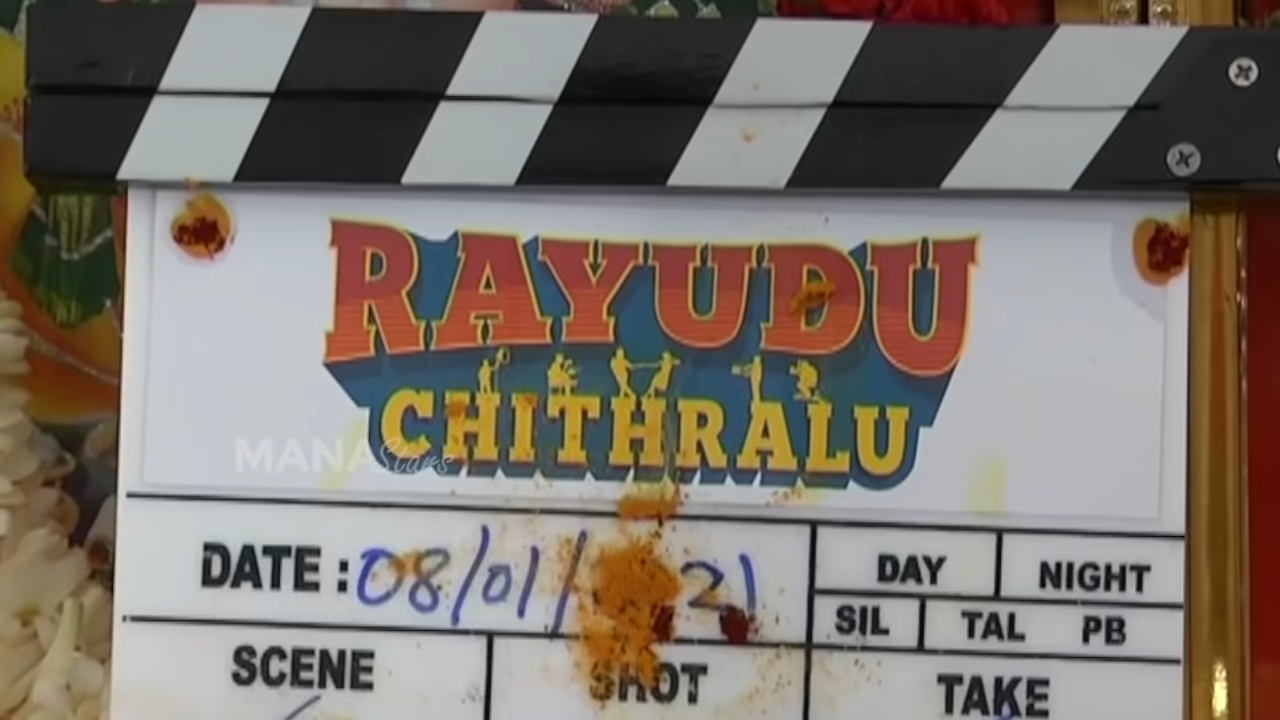 RAYUDU
CHITHRALU
MANA Stars
DATE : 08/01/ 21
DAY NIGHT
SIL TAL PB
SCENE SHOT TAKE